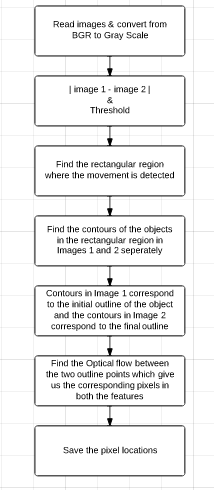 Read images & convert from
BGR to Gray Scale
| image 1 - image 2 |
&
Threshold
Find the rectangular region
where the movement is detected
Find the contours of the objects
in the rectangular region in
Images 1 and 2 seperately
Contours in Image 1 correspond
to the initial outline of the object
and the contours in Image 2
correspond to the final outline
Find the Optical flow between
the two outline points which give
us the corresponding pixels in
both the features
Save the pixel locations